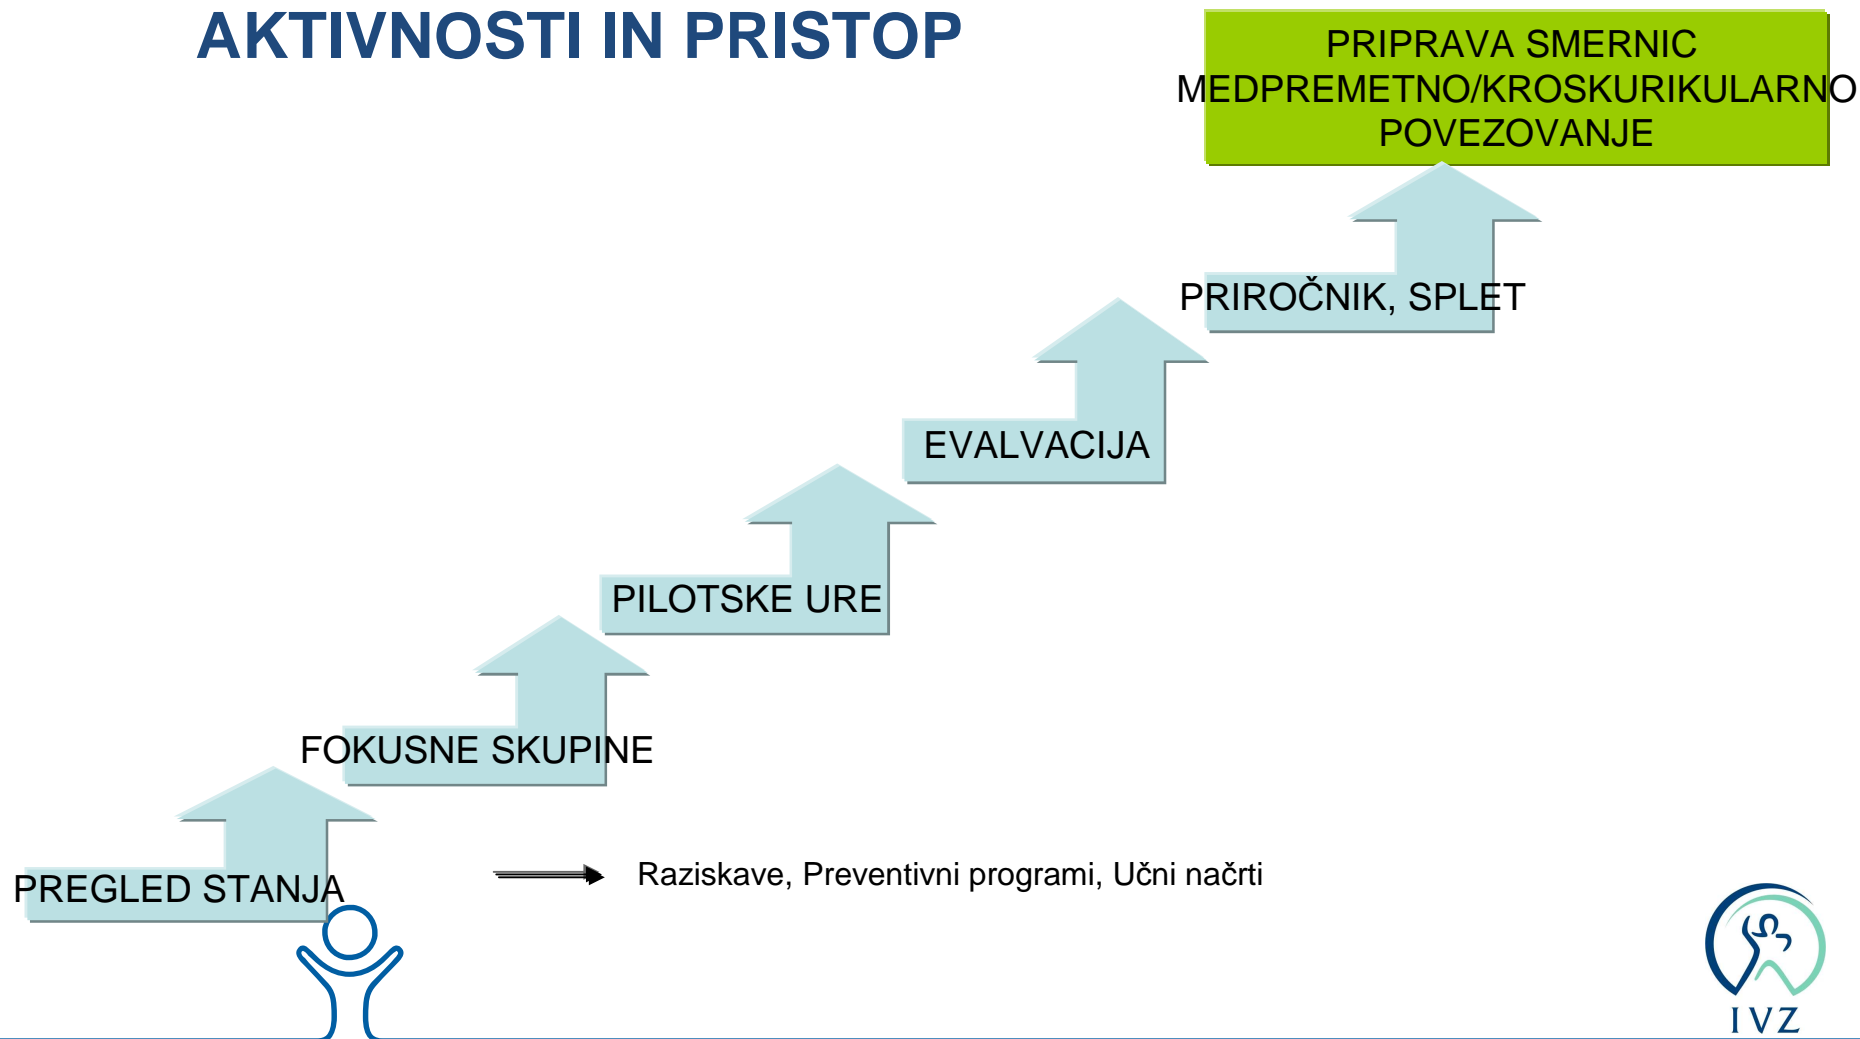 AKTIVNOSTI IN PRISTOP
PRIPRAVA SMERNIC
MEDPREMETNO/KROSKURIKULARNO
POVEZOVANJE
PRIROČNIK, SPLET
EVALVACIJA
PILOTSKE URE
FOKUSNE SKUPINE
PREGLED STANJA
Raziskave, Preventivni programi, Učni načrti
IVZ